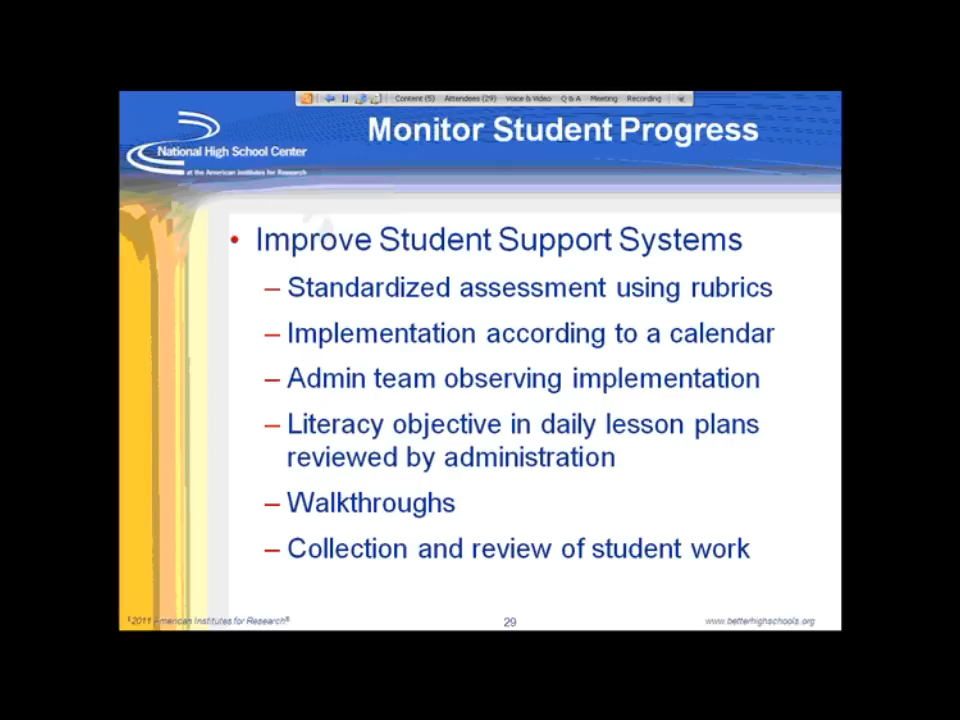 Content (5) Attendees (29) Voice & Video Q & A Meeting Recording
Monitor Student Progress
National High School Center
at the American Institutes for Research
• Improve Student Support Systems
– Standardized assessment using rubrics
– Implementation according to a calendar
– Admin team observing implementation
– Literacy objective in daily lesson plans
reviewed by administration
– Walkthroughs
– Collection and review of student work
2011 American Institutes for Research®
29
www.betterhighschools.org